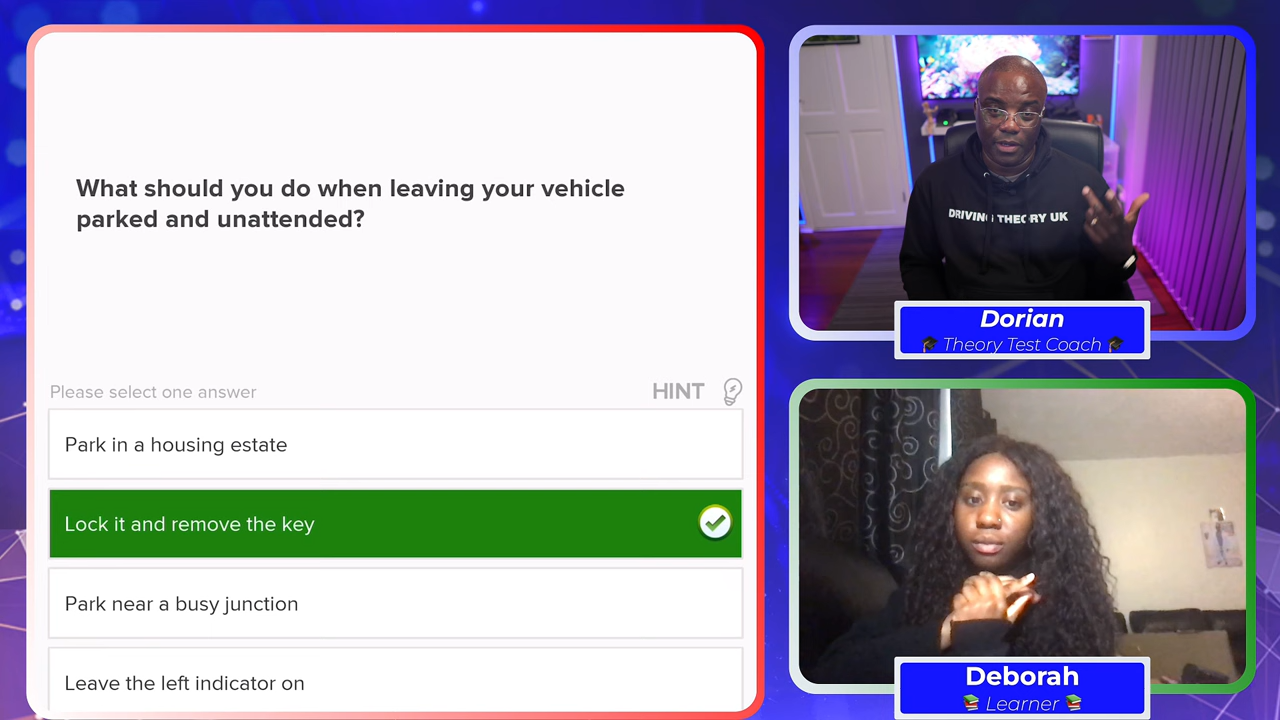 What should you do when leaving your vehicle
parked and unattended?
Please select one answer
HINT
Park in a housing estate
Lock it and remove the key
Park near a busy junction
Leave the left indicator on
DRIVING THEORY UK
Dorian
Theory Test Coach
Deborah
Learner